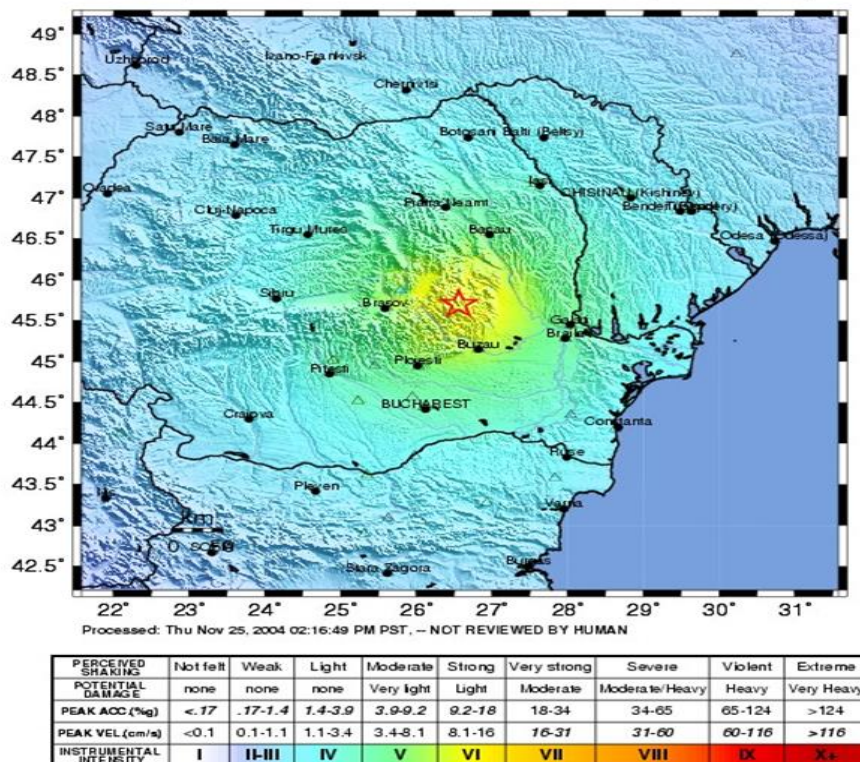 49°
48.5°
48°
47.5°
47°
46.5°
46°
45.5°
45°
44.5°
44°
43.5°
43°
42.5°
Uzhhorod
Ivano-Frankivsk
Chernivtsi
Satu Mare
Baia Mare
Botosani Balti (Beltsy)
Oradea
Iasi
CHISINAU (Kishinev)
Cluj-Napoca
Piatra Neamt
Tirgu Mures
Bacau
Odesa (Odessa)
Sibiu
Brasov
Galati
Braila
Buzau
Ploiesti
Pitesti
BUCHAREST
Craiova
Constanta
Ruse
Nis
Pleven
Varna
km
0
SOFIA
Stara Zagora
Burgas
22° 23° 24° 25° 26° 27° 28° 29° 30° 31°
Processed: Thu Nov 25, 2004 02:16:49 PM PST, -- NOT REVIEWED BY HUMAN
PERCEIVED SHAKING Not felt Weak Light Moderate Strong Very strong Severe Violent Extreme
POTENTIAL DAMAGE none none none Very light Light Moderate Moderate/Heavy Heavy Very Heavy
PEAK ACC.(%g) <.17 .17-1.4 1.4-3.9 3.9-9.2 9.2-18 18-34 34-65 65-124 >124
PEAK VEL.(cm/s) <0.1 0.1-1.1 1.1-3.4 3.4-8.1 8.1-16 16-31 31-60 60-116 >116
INSTRUMENTAL INTENSITY I II-III IV V VI VII VIII IX X+